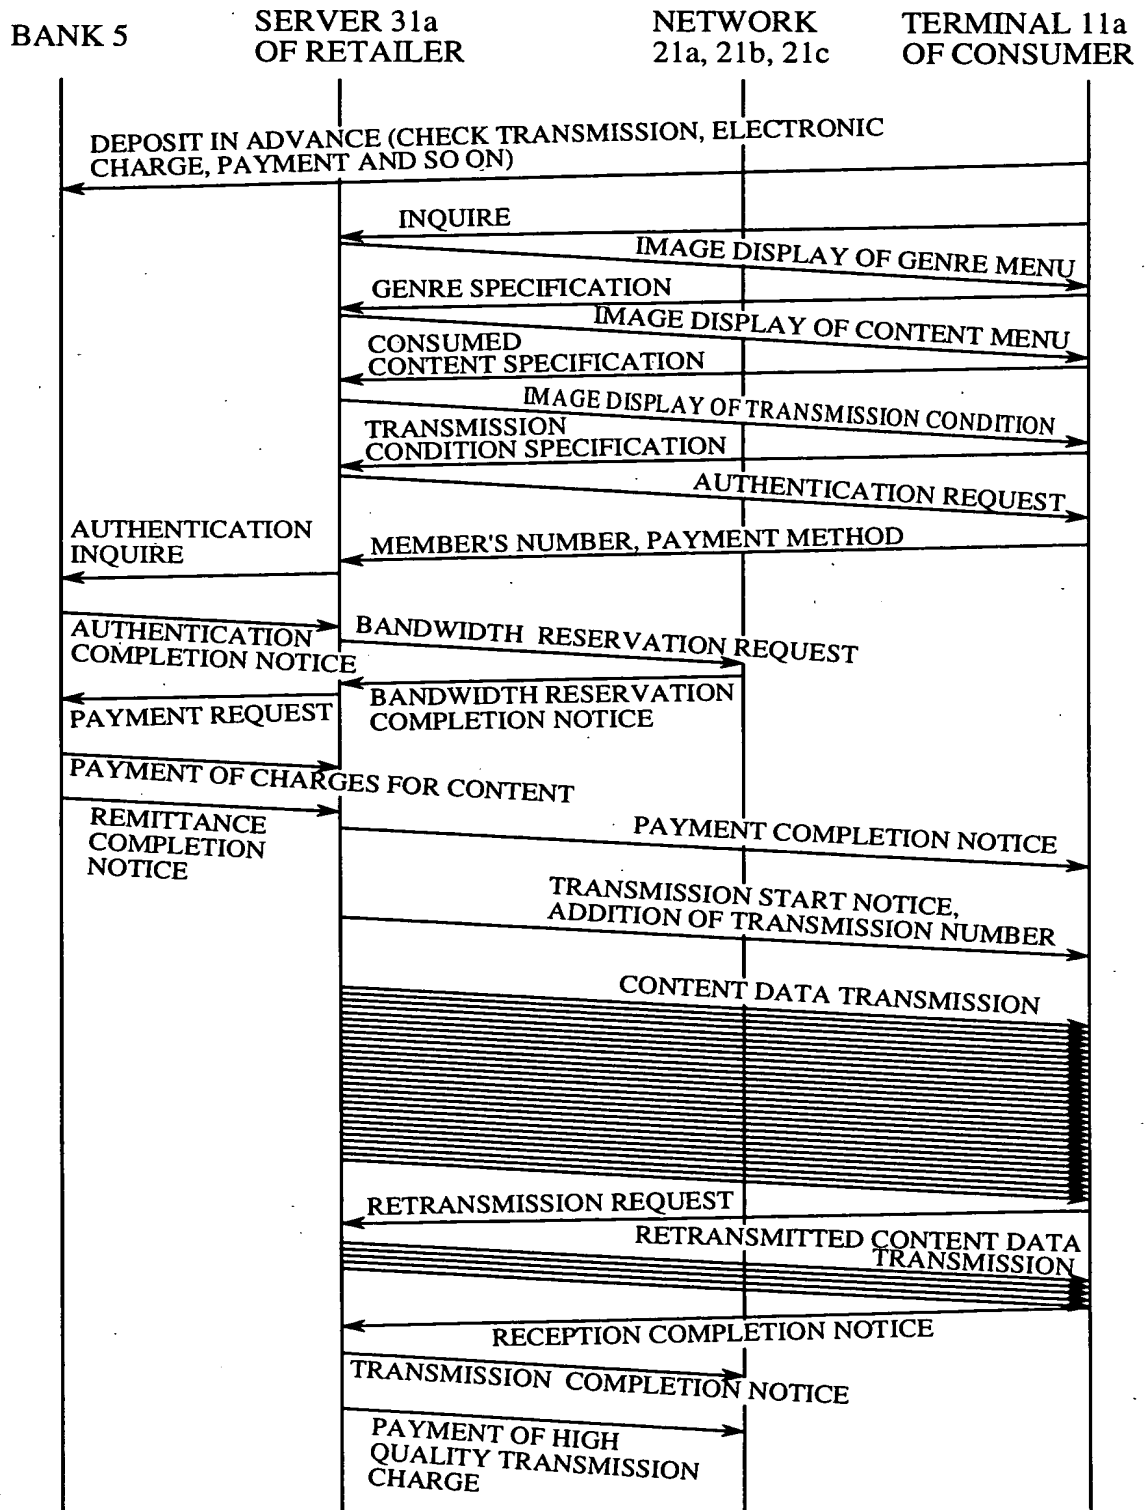 BANK 5
SERVER 31a
OF RETAILER
NETWORK
21a, 21b, 21c
TERMINAL 11a
OF CONSUMER
DEPOSIT IN ADVANCE (CHECK TRANSMISSION, ELECTRONIC
CHARGE, PAYMENT AND SO ON)
INQUIRE
IMAGE DISPLAY OF GENRE MENU
GENRE SPECIFICATION
IMAGE DISPLAY OF CONTENT MENU
CONSUMED
CONTENT SPECIFICATION
IMAGE DISPLAY OF TRANSMISSION CONDITION
TRANSMISSION
CONDITION SPECIFICATION
AUTHENTICATION REQUEST
AUTHENTICATION
INQUIRE
MEMBER'S NUMBER, PAYMENT METHOD
AUTHENTICATION
COMPLETION NOTICE
BANDWIDTH RESERVATION REQUEST
BANDWIDTH RESERVATION
COMPLETION NOTICE
PAYMENT REQUEST
PAYMENT OF CHARGES FOR CONTENT
REMITTANCE
COMPLETION
NOTICE
PAYMENT COMPLETION NOTICE
TRANSMISSION START NOTICE,
ADDITION OF TRANSMISSION NUMBER
CONTENT DATA TRANSMISSION
RETRANSMISSION REQUEST
RETRANSMITTED CONTENT DATA
TRANSMISSION
RECEPTION COMPLETION NOTICE
TRANSMISSION COMPLETION NOTICE
PAYMENT OF HIGH
QUALITY TRANSMISSION
CHARGE